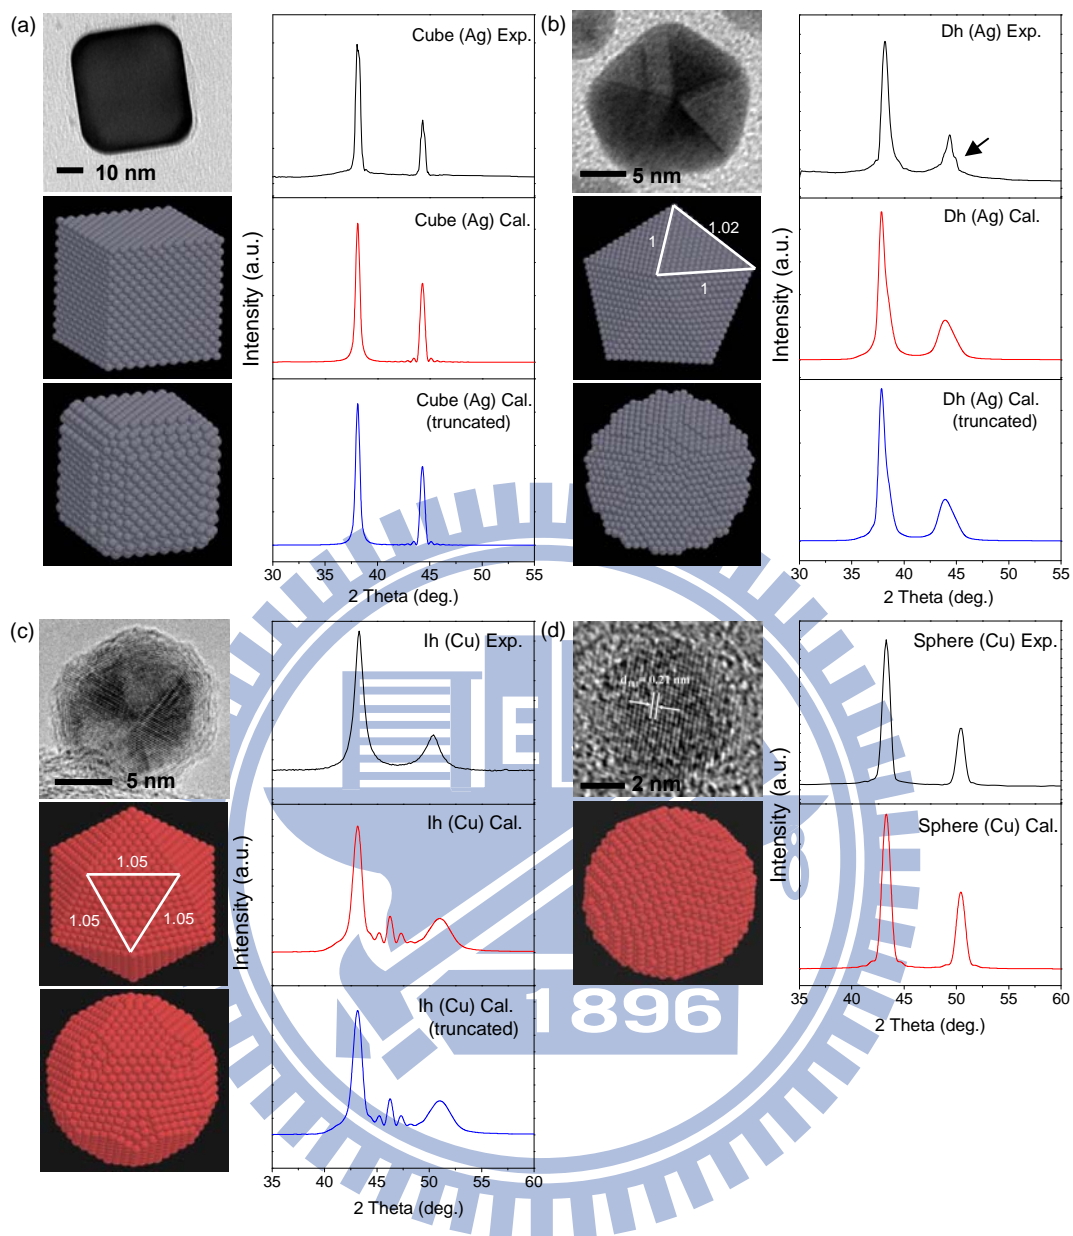 (a)
10 nm
Intensity (a.u.)
Cube (Ag) Exp.
Cube (Ag) Cal.
Cube (Ag) Cal.
(truncated)
30 35 40 45 50 55
2 Theta (deg.)
(b)
5 nm
1.02
1
1
Intensity (a.u.)
Dh (Ag) Exp.
Dh (Ag) Cal.
Dh (Ag) Cal.
(truncated)
30 35 40 45 50 55
2 Theta (deg.)
(c)
5 nm
1.05
1.05 1.05
Intensity (a.u.)
Ih (Cu) Exp.
Ih (Cu) Cal.
Ih (Cu) Cal.
(truncated)
35 40 45 50 55 60
2 Theta (deg.)
(d)
2 nm
Intensity (a.u.)
Sphere (Cu) Exp.
Sphere (Cu) Cal.
35 40 45 50 55 60
2 Theta (deg.)
1896